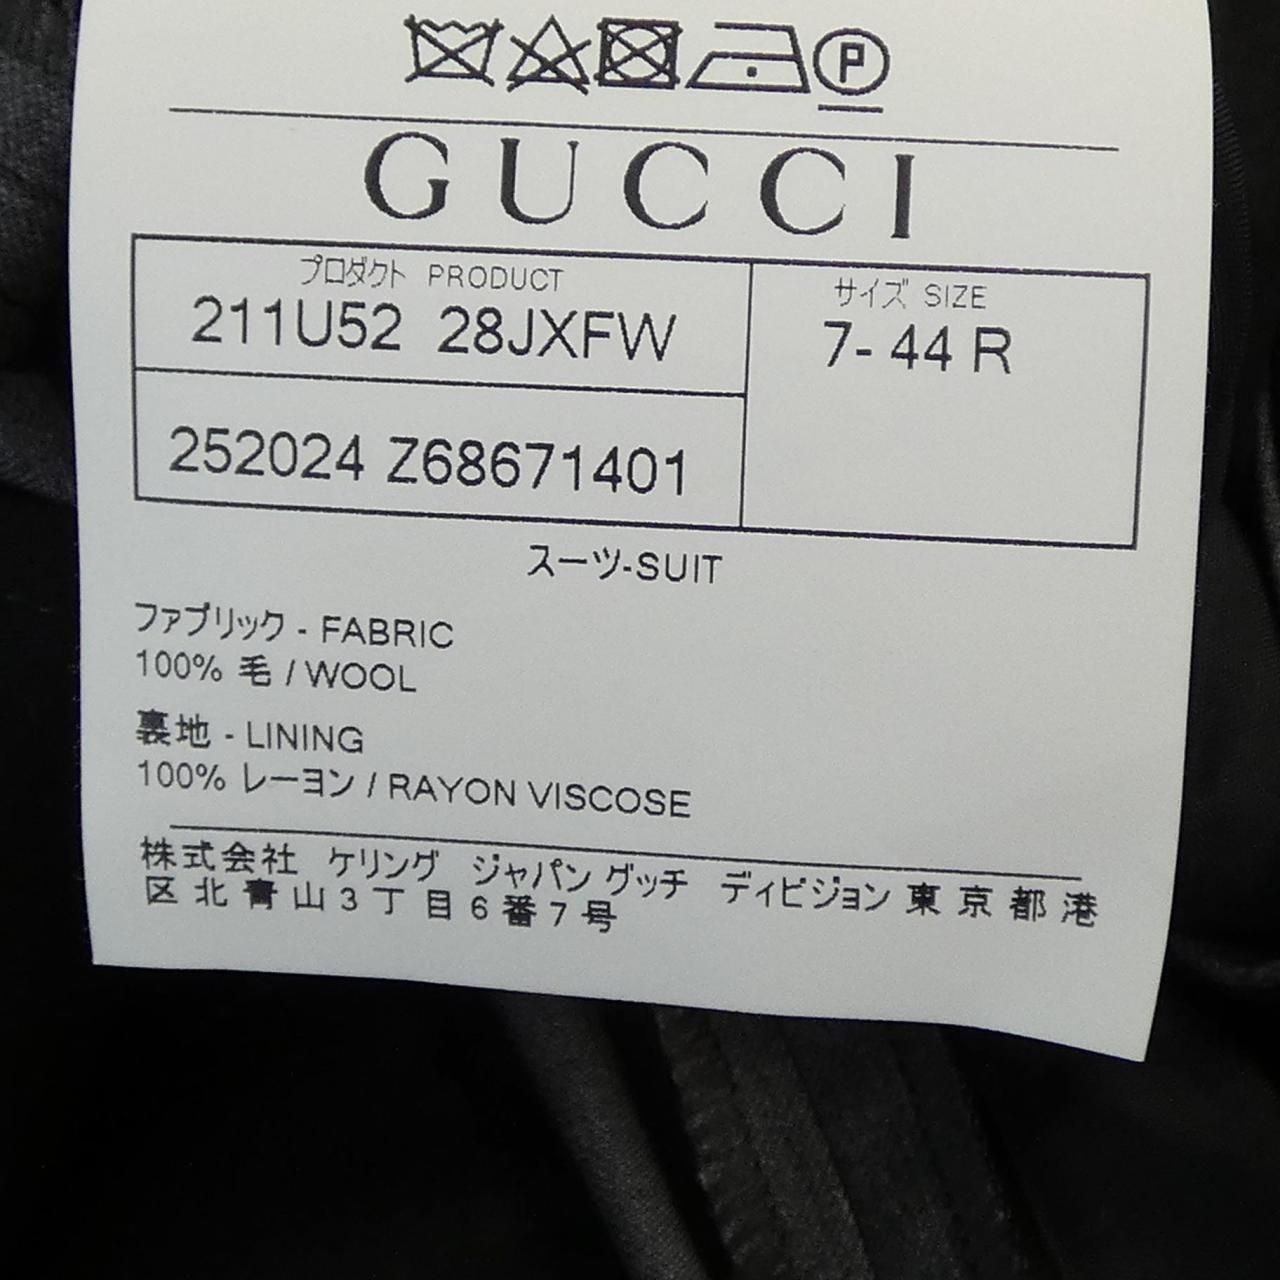 P
GUCCI
プロダクト PRODUCT
211U52 28JXFW
サイズ SIZE
7- 44 R
252024 Z68671401
スーツ-SUIT
ファブリック - FABRIC
100% 毛 / WOOL
裏地 - LINING
100% レーヨン / RAYON VISCOSE
株式会社 ケリング ジャパン グッチ ディビジョン 東京都港
区北青山3丁目6番7号